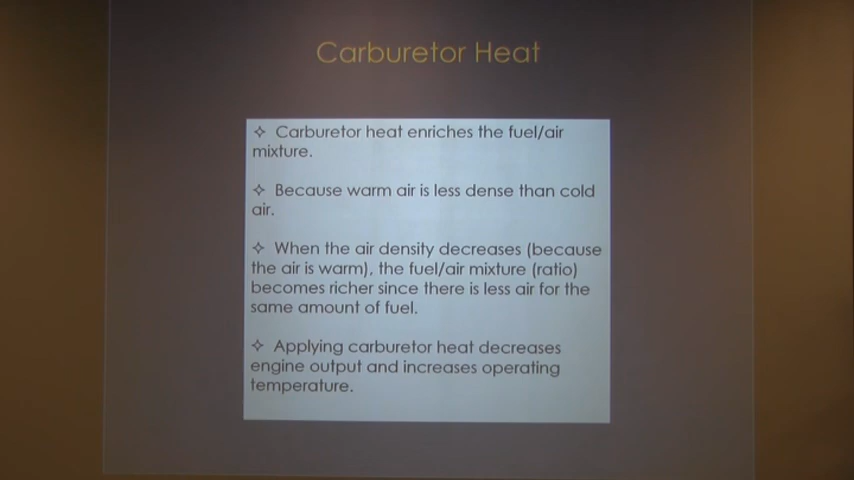 Carburetor Heat
✧ Carburetor heat enriches the fuel/air
mixture.
✧ Because warm air is less dense than cold
air.
✧ When the air density decreases (because
the air is warm), the fuel/air mixture (ratio)
becomes richer since there is less air for the
same amount of fuel.
✧ Applying carburetor heat decreases
engine output and increases operating
temperature.